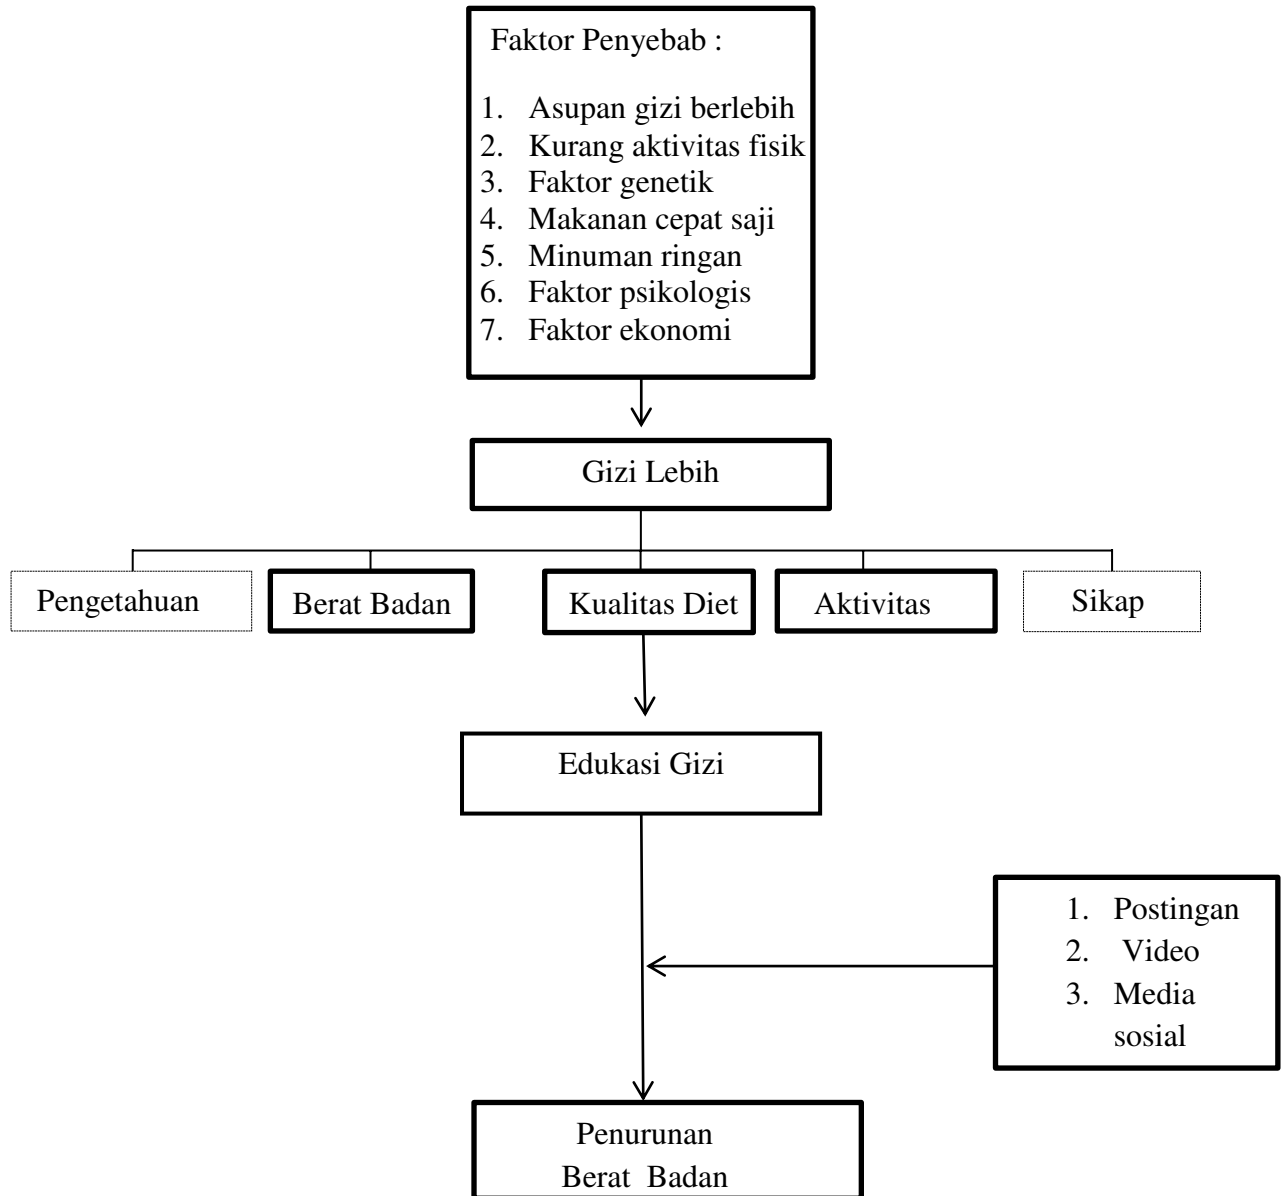 Faktor Penyebab :
1. Asupan gizi berlebih
2. Kurang aktivitas fisik
3. Faktor genetik
4. Makanan cepat saji
5. Minuman ringan
6. Faktor psikologis
7. Faktor ekonomi
Gizi Lebih
Pengetahuan
Berat Badan
Kualitas Diet
Aktivitas
Sikap
Edukasi Gizi
1. Postingan
2. Video
3. Media
sosial
Penurunan
Berat Badan